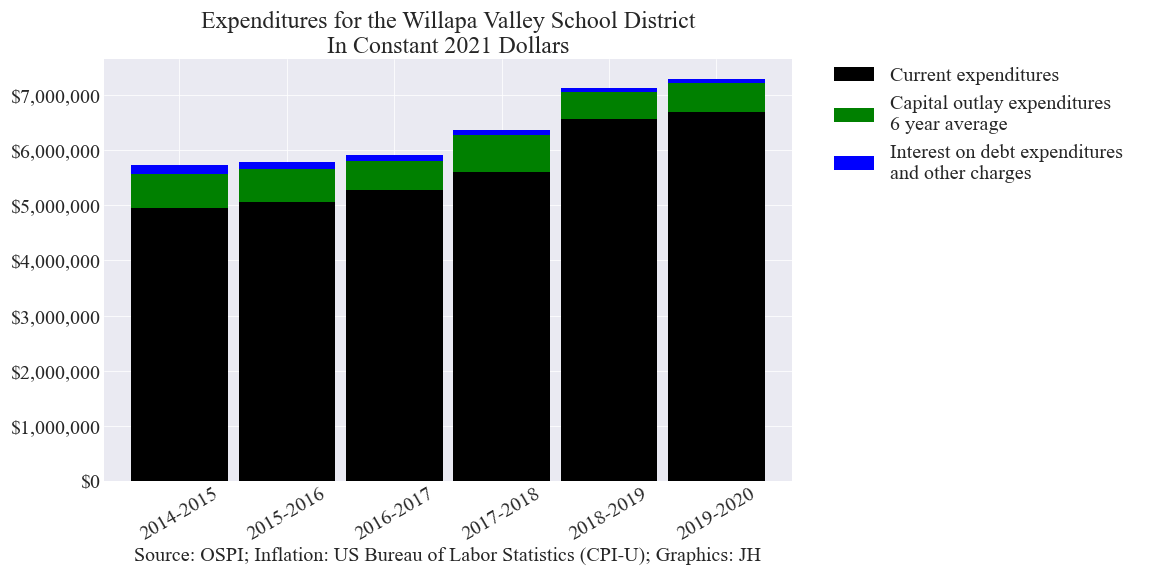 Expenditures for the Willapa Valley School District
In Constant 2021 Dollars
$7,000,000
$6,000,000
$5,000,000
$4,000,000
$3,000,000
$2,000,000
$1,000,000
$0
2014-2015
2015-2016
2016-2017
2017-2018
2018-2019
2019-2020
Source: OSPI; Inflation: US Bureau of Labor Statistics (CPI-U); Graphics: JH
Current expenditures
Capital outlay expenditures
6 year average
Interest on debt expenditures
and other charges